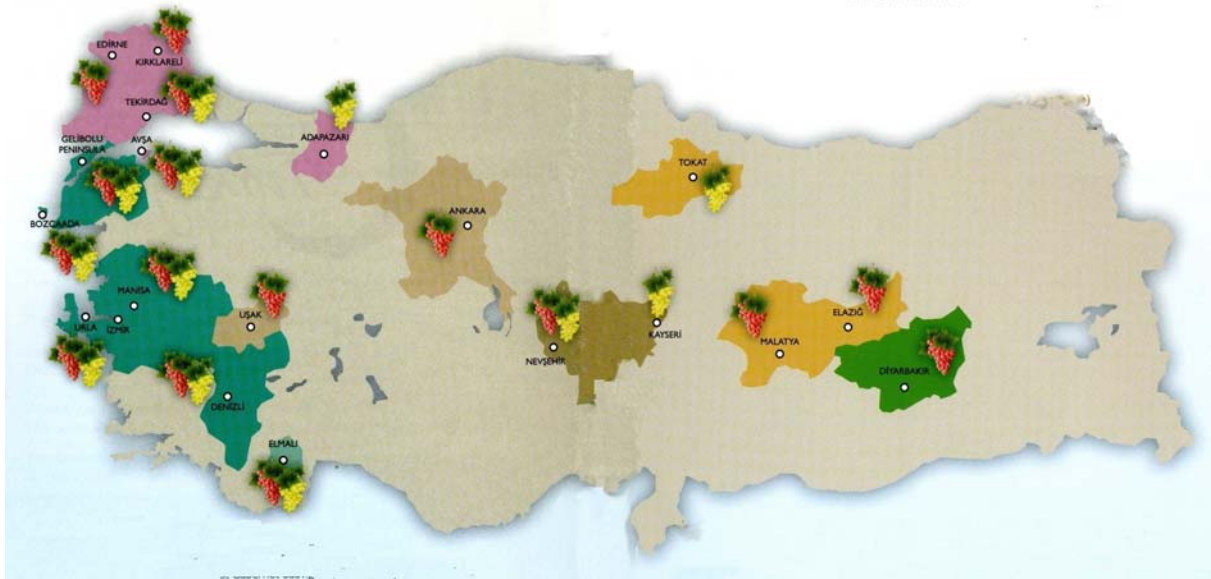 EDİRNE
KIRKLARELİ
TEKİRDAĞ
GELİBOLU
PENINSULA
AVŞA
ADAPAZARI
BOZCAADA
TOKAT
ANKARA
MANİSA
UŞAK
URLA
İZMİR
KAYSERİ
NEVŞEHİR
ELAZIĞ
MALATYA
DİYARBAKIR
DENİZLİ
ELMALI